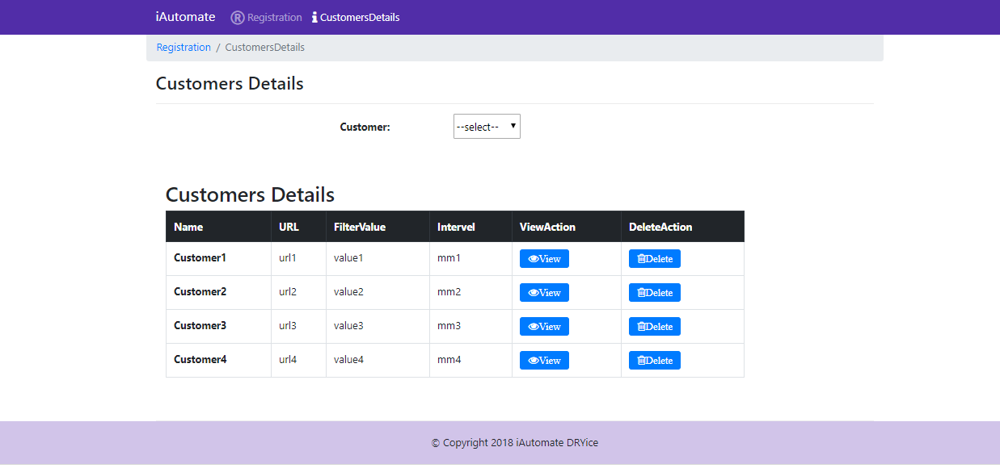 iAutomate ® Registration CustomersDetails
Registration / CustomersDetails
Customers Details
Customer: --select--
Customers Details
Name URL FilterValue Intervel ViewAction DeleteAction
Customer1 url1 value1 mm1 View Delete
Customer2 url2 value2 mm2 View Delete
Customer3 url3 value3 mm3 View Delete
Customer4 url4 value4 mm4 View Delete
© Copyright 2018 iAutomate DRYice